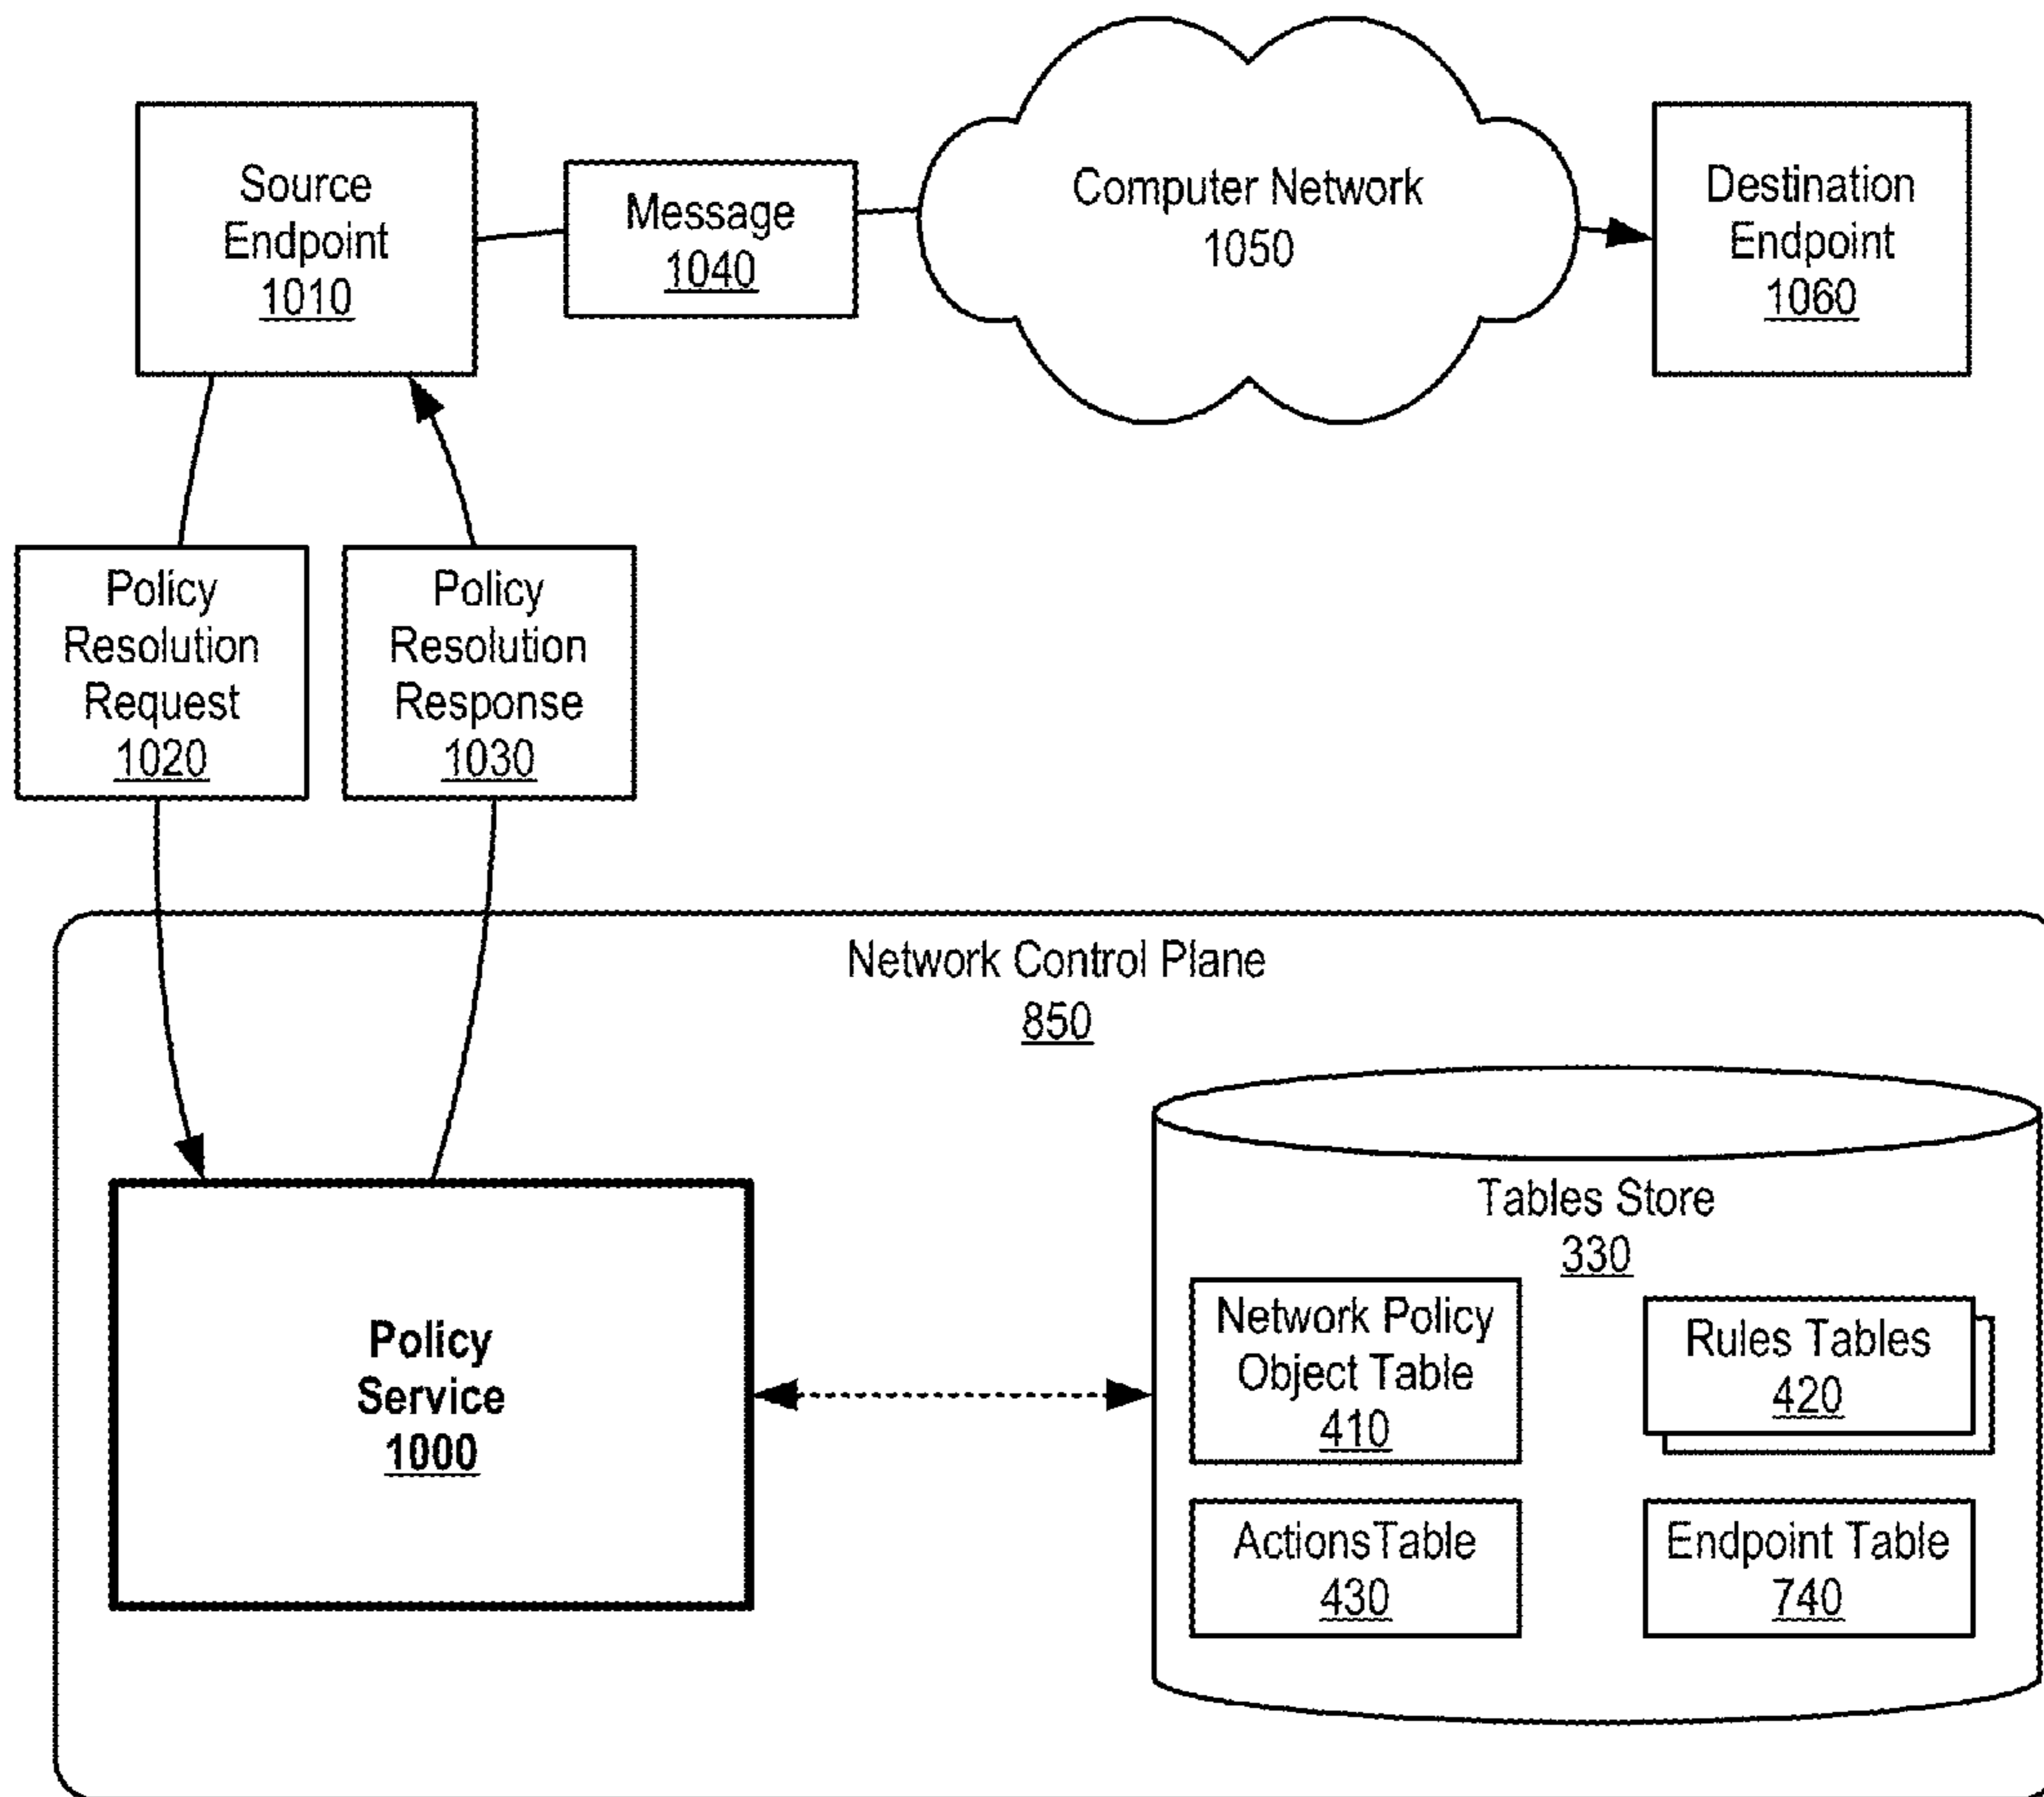 Source
Endpoint
1010
Message
1040
Computer Network
1050
Destination
Endpoint
1060
Policy
Resolution
Request
1020
Policy
Resolution
Response
1030
Network Control Plane
850
Policy
Service
1000
Tables Store
330
Network Policy
Object Table
410
Rules Tables
420
ActionsTable
430
Endpoint Table
740